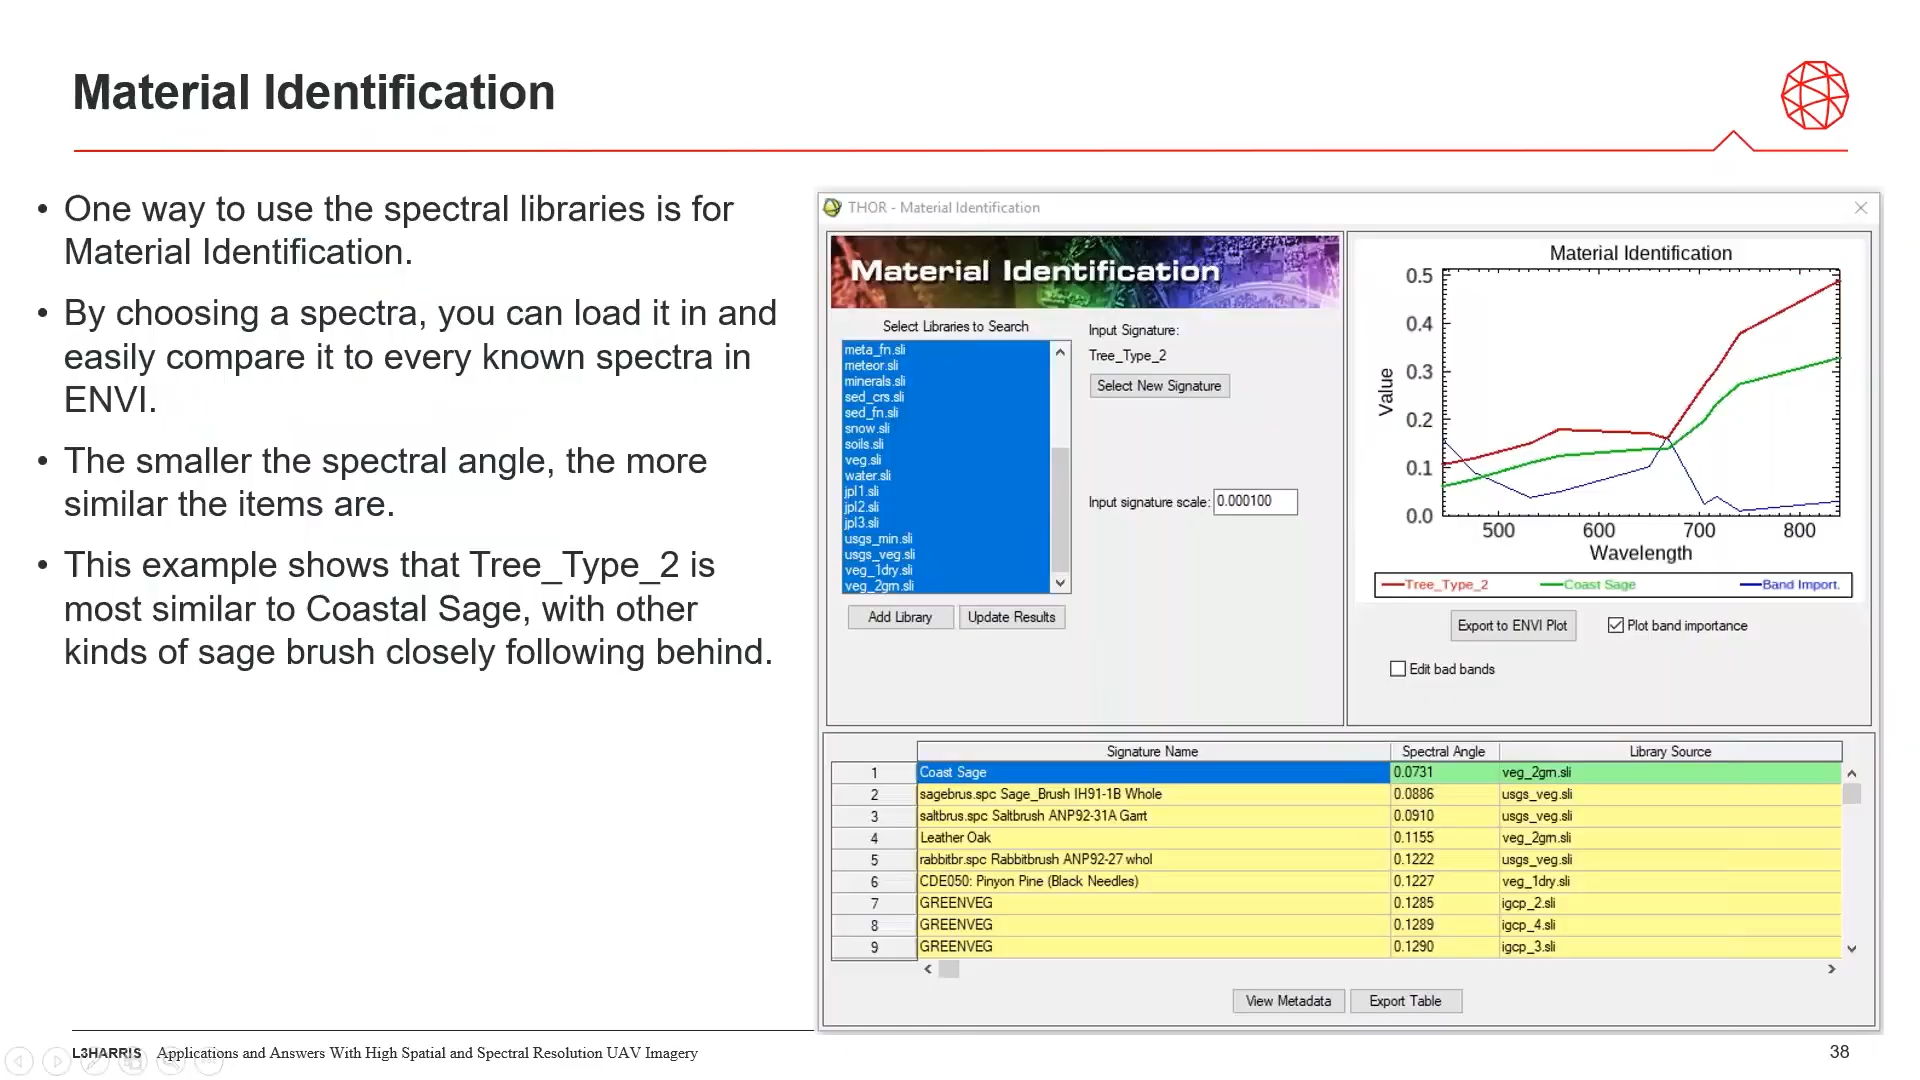 Material Identification
• One way to use the spectral libraries is for
Material Identification.
• By choosing a spectra, you can load it in and
easily compare it to every known spectra in
ENVI.
• The smaller the spectral angle, the more
similar the items are.
• This example shows that Tree_Type_2 is
most similar to Coastal Sage, with other
kinds of sage brush closely following behind.
THOR - Material Identification
Material Identification
Select Libraries to Search
meta_fn.sli
meteor.sli
minerals.sli
sed_crs.sli
sed_fn.sli
snow.sli
soils.sli
veg.sli
water.sli
jpl1.sli
jpl2.sli
jpl3.sli
usgs_min.sli
usgs_veg.sli
veg_1dry.sli
veg_2grn.sli
Add Library
Update Results
Input Signature:
Tree_Type_2
Select New Signature
Input signature scale: 0.000100
Material Identification
Value
0.5
0.4
0.3
0.2
0.1
0.0
500 600 700 800
Wavelength
Tree_Type_2 Coast Sage Band Import.
Export to ENVI Plot
Plot band importance
Edit bad bands
Signature Name Spectral Angle Library Source
1 Coast Sage 0.0731 veg_2grn.sli
2 sagebrus.spc Sage_Brush IH91-1B Whole 0.0886 usgs_veg.sli
3 saltbrus.spc Saltbrush ANP92-31A Garrt 0.0910 usgs_veg.sli
4 Leather Oak 0.1155 veg_2grn.sli
5 rabbitbr.spc Rabbitbrush ANP92-27 whol 0.1222 usgs_veg.sli
6 CDE050: Pinyon Pine (Black Needles) 0.1227 veg_1dry.sli
7 GREENVEG 0.1285 igcp_2.sli
8 GREENVEG 0.1289 igcp_4.sli
9 GREENVEG 0.1290 igcp_3.sli
View Metadata
Export Table
L3HARRIS Applications and Answers With High Spatial and Spectral Resolution UAV Imagery
38